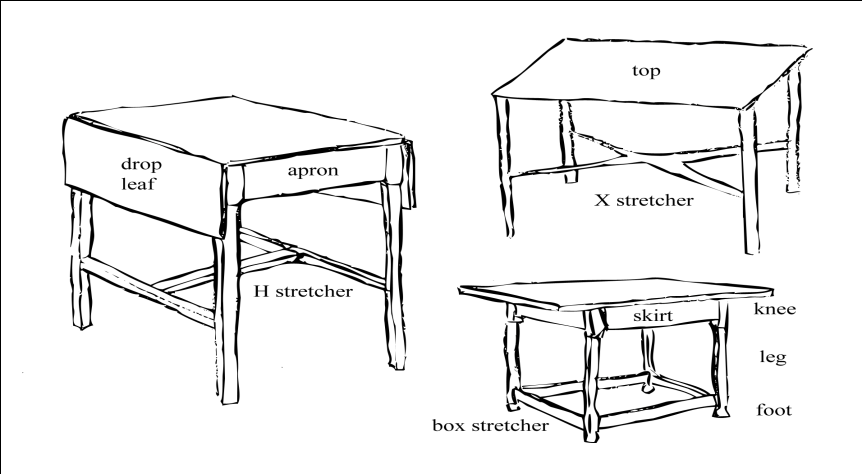 drop
leaf
apron
H stretcher
top
X stretcher
skirt
knee
leg
foot
box stretcher